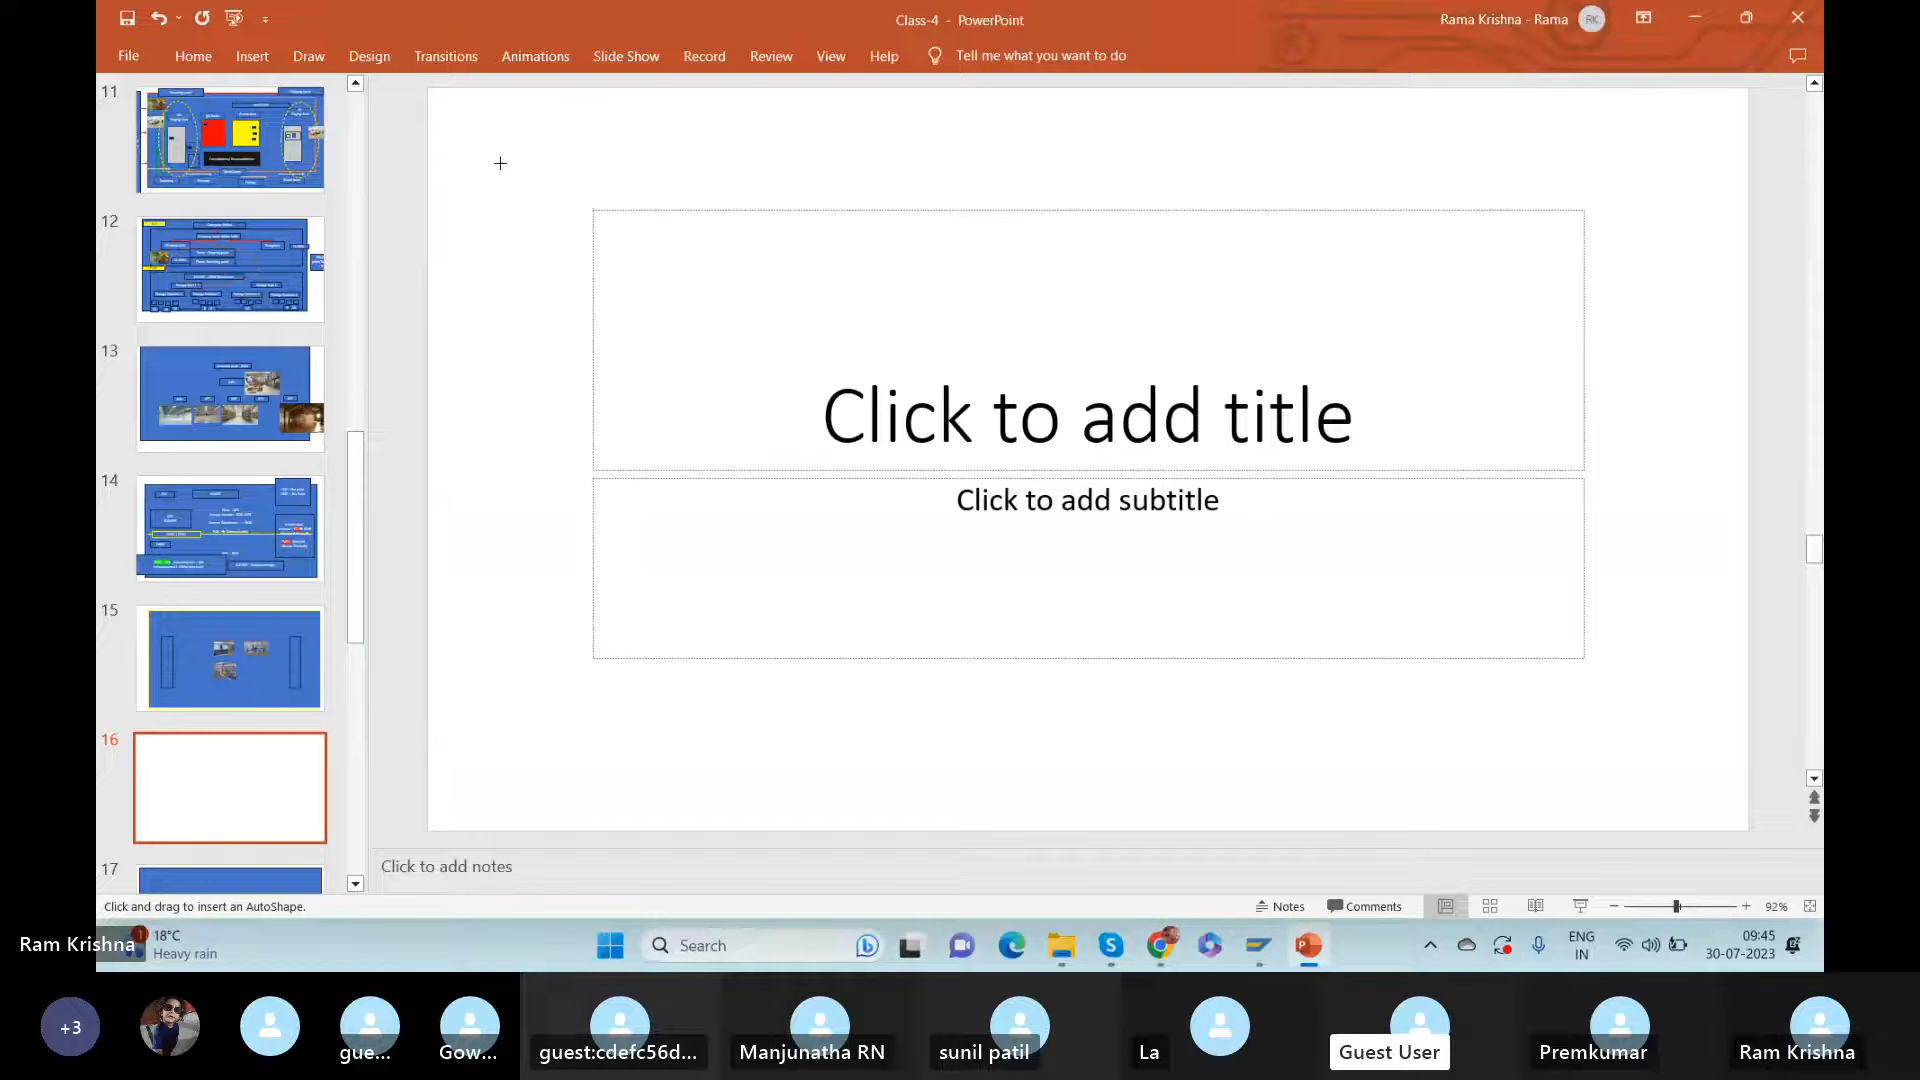 Class-4 - PowerPoint
Rama Krishna - Rama
RK
File
Home
Insert
Draw
Design
Transitions
Animations
Slide Show
Record
Review
View
Help
Tell me what you want to do
11
12
13
14
15
16
17
Click to add title
Click to add subtitle
Click to add notes
Click and drag to insert an AutoShape.
Notes
Comments
92%
1
18°C
Heavy rain
Ram Krishna
Search
ENG
IN
09:45
30-07-2023
+3
gue...
Gow...
guest:cdefc56d...
Manjunatha RN
sunil patil
La
Guest User
Premkumar
Ram Krishna